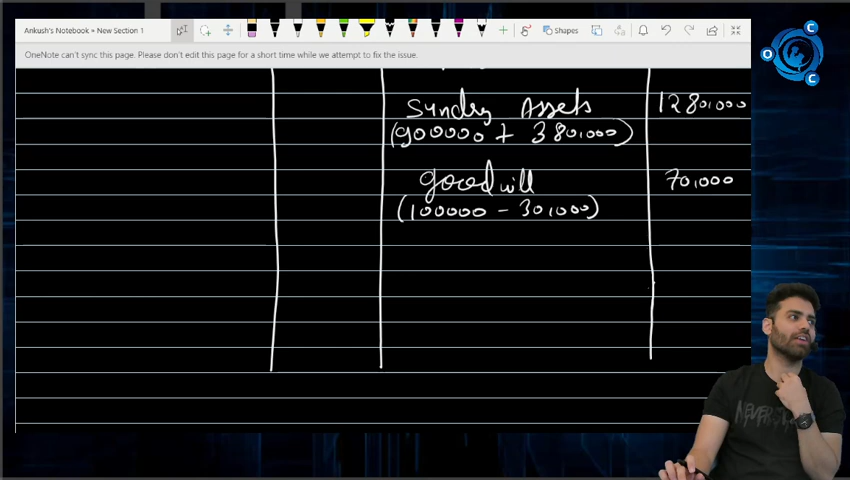 Ankush's Notebook » New Section 1
Shapes
OneNote can't sync this page. Please don't edit this page for a short time while we attempt to fix the issue.
Sundry Assets 1280,000
(900000 + 380,000)
goodwill 70,000
(100000 - 30,000)
O C C